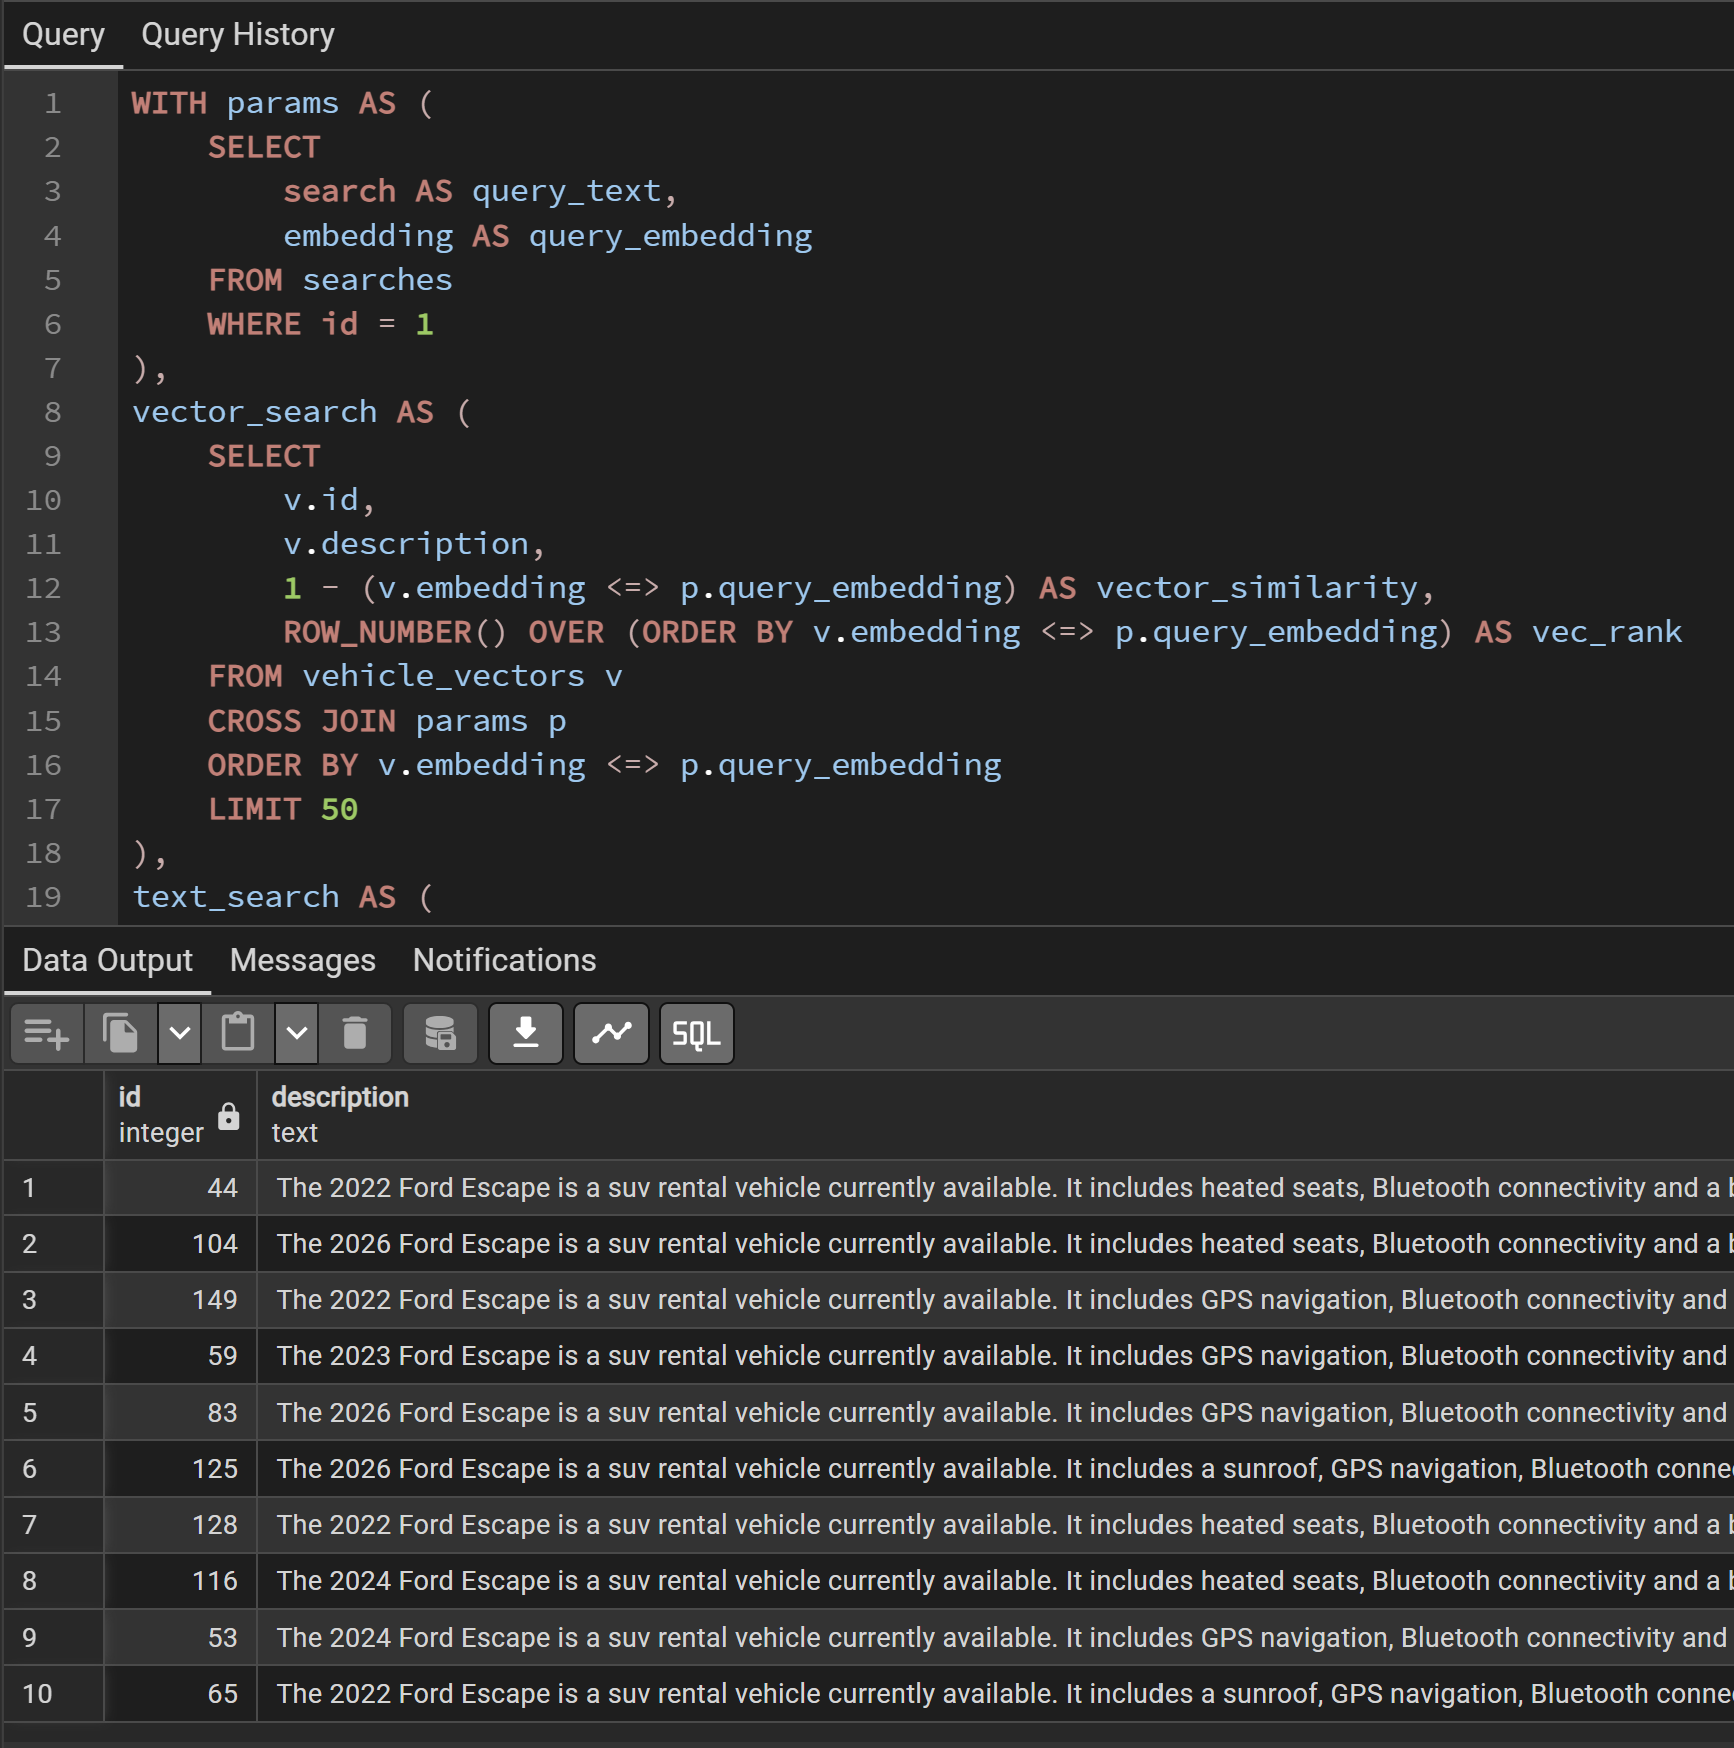 Query Query History
1 WITH params AS (
2 SELECT
3 search AS query_text,
4 embedding AS query_embedding
5 FROM searches
6 WHERE id = 1
7 ),
8 vector_search AS (
9 SELECT
10 v.id,
11 v.description,
12 1 - (v.embedding <=> p.query_embedding) AS vector_similarity,
13 ROW_NUMBER() OVER (ORDER BY v.embedding <=> p.query_embedding) AS vec_rank
14 FROM vehicle_vectors v
15 CROSS JOIN params p
16 ORDER BY v.embedding <=> p.query_embedding
17 LIMIT 50
18 ),
19 text_search AS (
Data Output Messages Notifications
SQL
id description
integer text
1 44 The 2022 Ford Escape is a suv rental vehicle currently available. It includes heated seats, Bluetooth connectivity and a
2 104 The 2026 Ford Escape is a suv rental vehicle currently available. It includes heated seats, Bluetooth connectivity and a
3 149 The 2022 Ford Escape is a suv rental vehicle currently available. It includes GPS navigation, Bluetooth connectivity and
4 59 The 2023 Ford Escape is a suv rental vehicle currently available. It includes GPS navigation, Bluetooth connectivity and
5 83 The 2026 Ford Escape is a suv rental vehicle currently available. It includes GPS navigation, Bluetooth connectivity and
6 125 The 2026 Ford Escape is a suv rental vehicle currently available. It includes a sunroof, GPS navigation, Bluetooth
7 128 The 2022 Ford Escape is a suv rental vehicle currently available. It includes heated seats, Bluetooth connectivity and a
8 116 The 2024 Ford Escape is a suv rental vehicle currently available. It includes heated seats, Bluetooth connectivity and a
9 53 The 2024 Ford Escape is a suv rental vehicle currently available. It includes GPS navigation, Bluetooth connectivity and
10 65 The 2022 Ford Escape is a suv rental vehicle currently available. It includes a sunroof, GPS navigation, Bluetooth